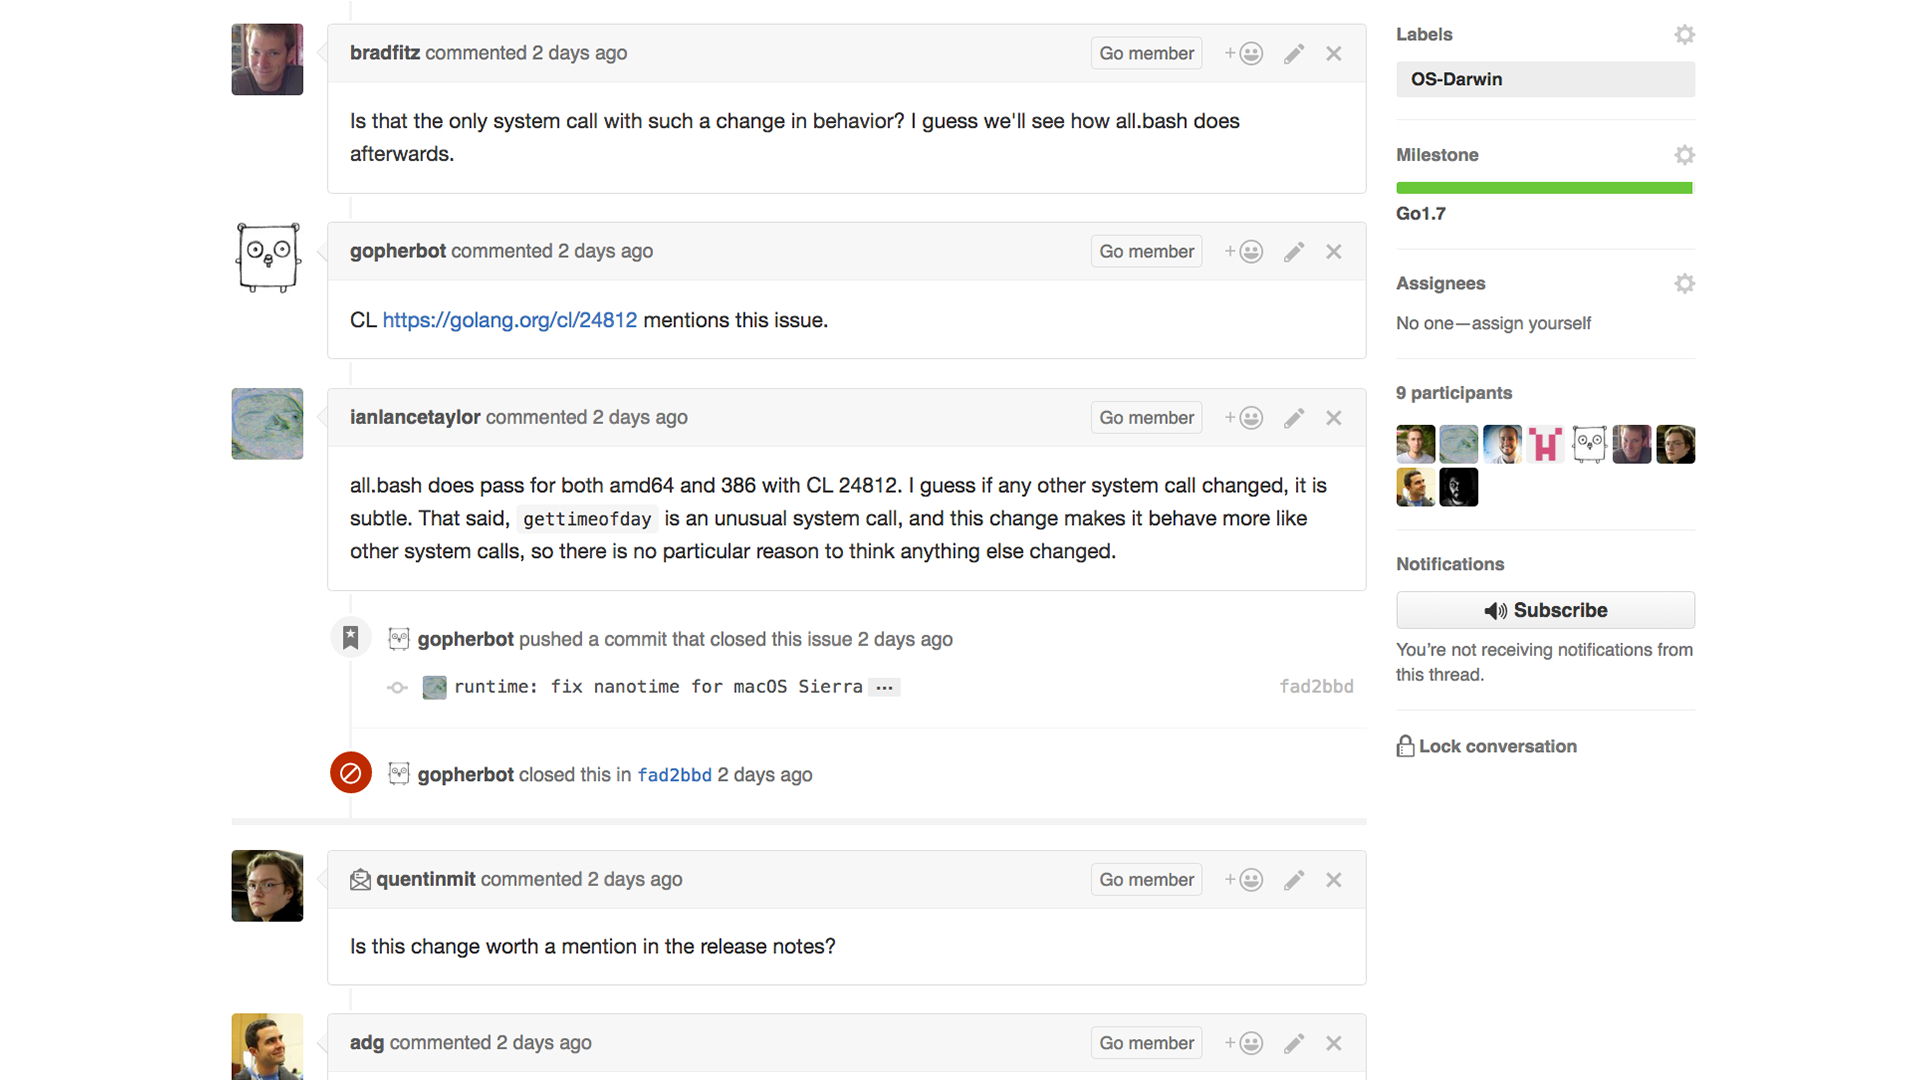 bradfitz commented 2 days ago
Go member
Is that the only system call with such a change in behavior? I guess we'll see how all.bash does
afterwards.
gopherbot commented 2 days ago
Go member
CL https://golang.org/cl/24812 mentions this issue.
ianlancetaylor commented 2 days ago
Go member
all.bash does pass for both amd64 and 386 with CL 24812. I guess if any other system call changed, it is
subtle. That said, gettimeofday is an unusual system call, and this change makes it behave more like
other system calls, so there is no particular reason to think anything else changed.
gopherbot pushed a commit that closed this issue 2 days ago
runtime: fix nanotime for macOS Sierra ...
fad2bbd
gopherbot closed this in fad2bbd 2 days ago
quentinmit commented 2 days ago
Go member
Is this change worth a mention in the release notes?
adg commented 2 days ago
Go member
Labels
OS-Darwin
Milestone
Go1.7
Assignees
No one—assign yourself
9 participants
Notifications
Subscribe
You’re not receiving notifications from
this thread.
Lock conversation